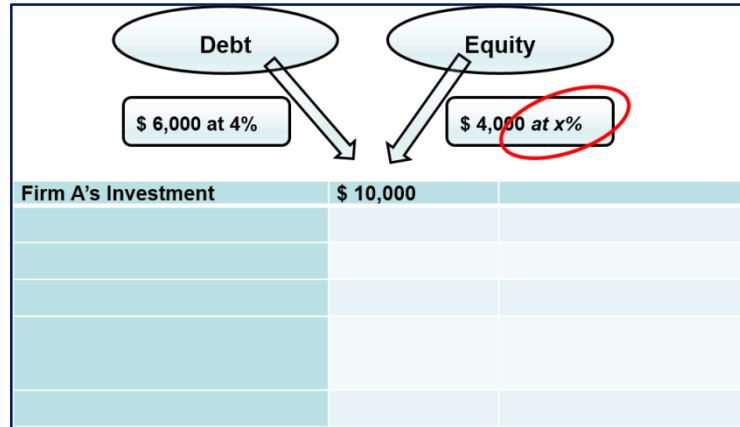 Debt
Equity
$ 6,000 at 4%
$ 4,000 at x%
Firm A’s Investment $ 10,000